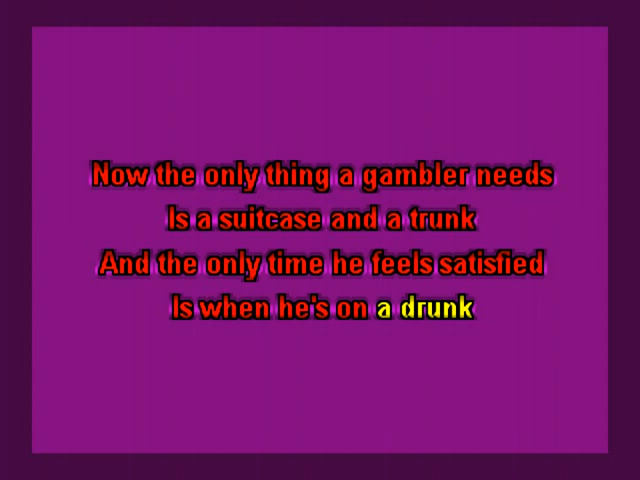 Now the only thing a gambler needs
Is a suitcase and a trunk
And the only time he feels satisfied
Is when he's on a drunk